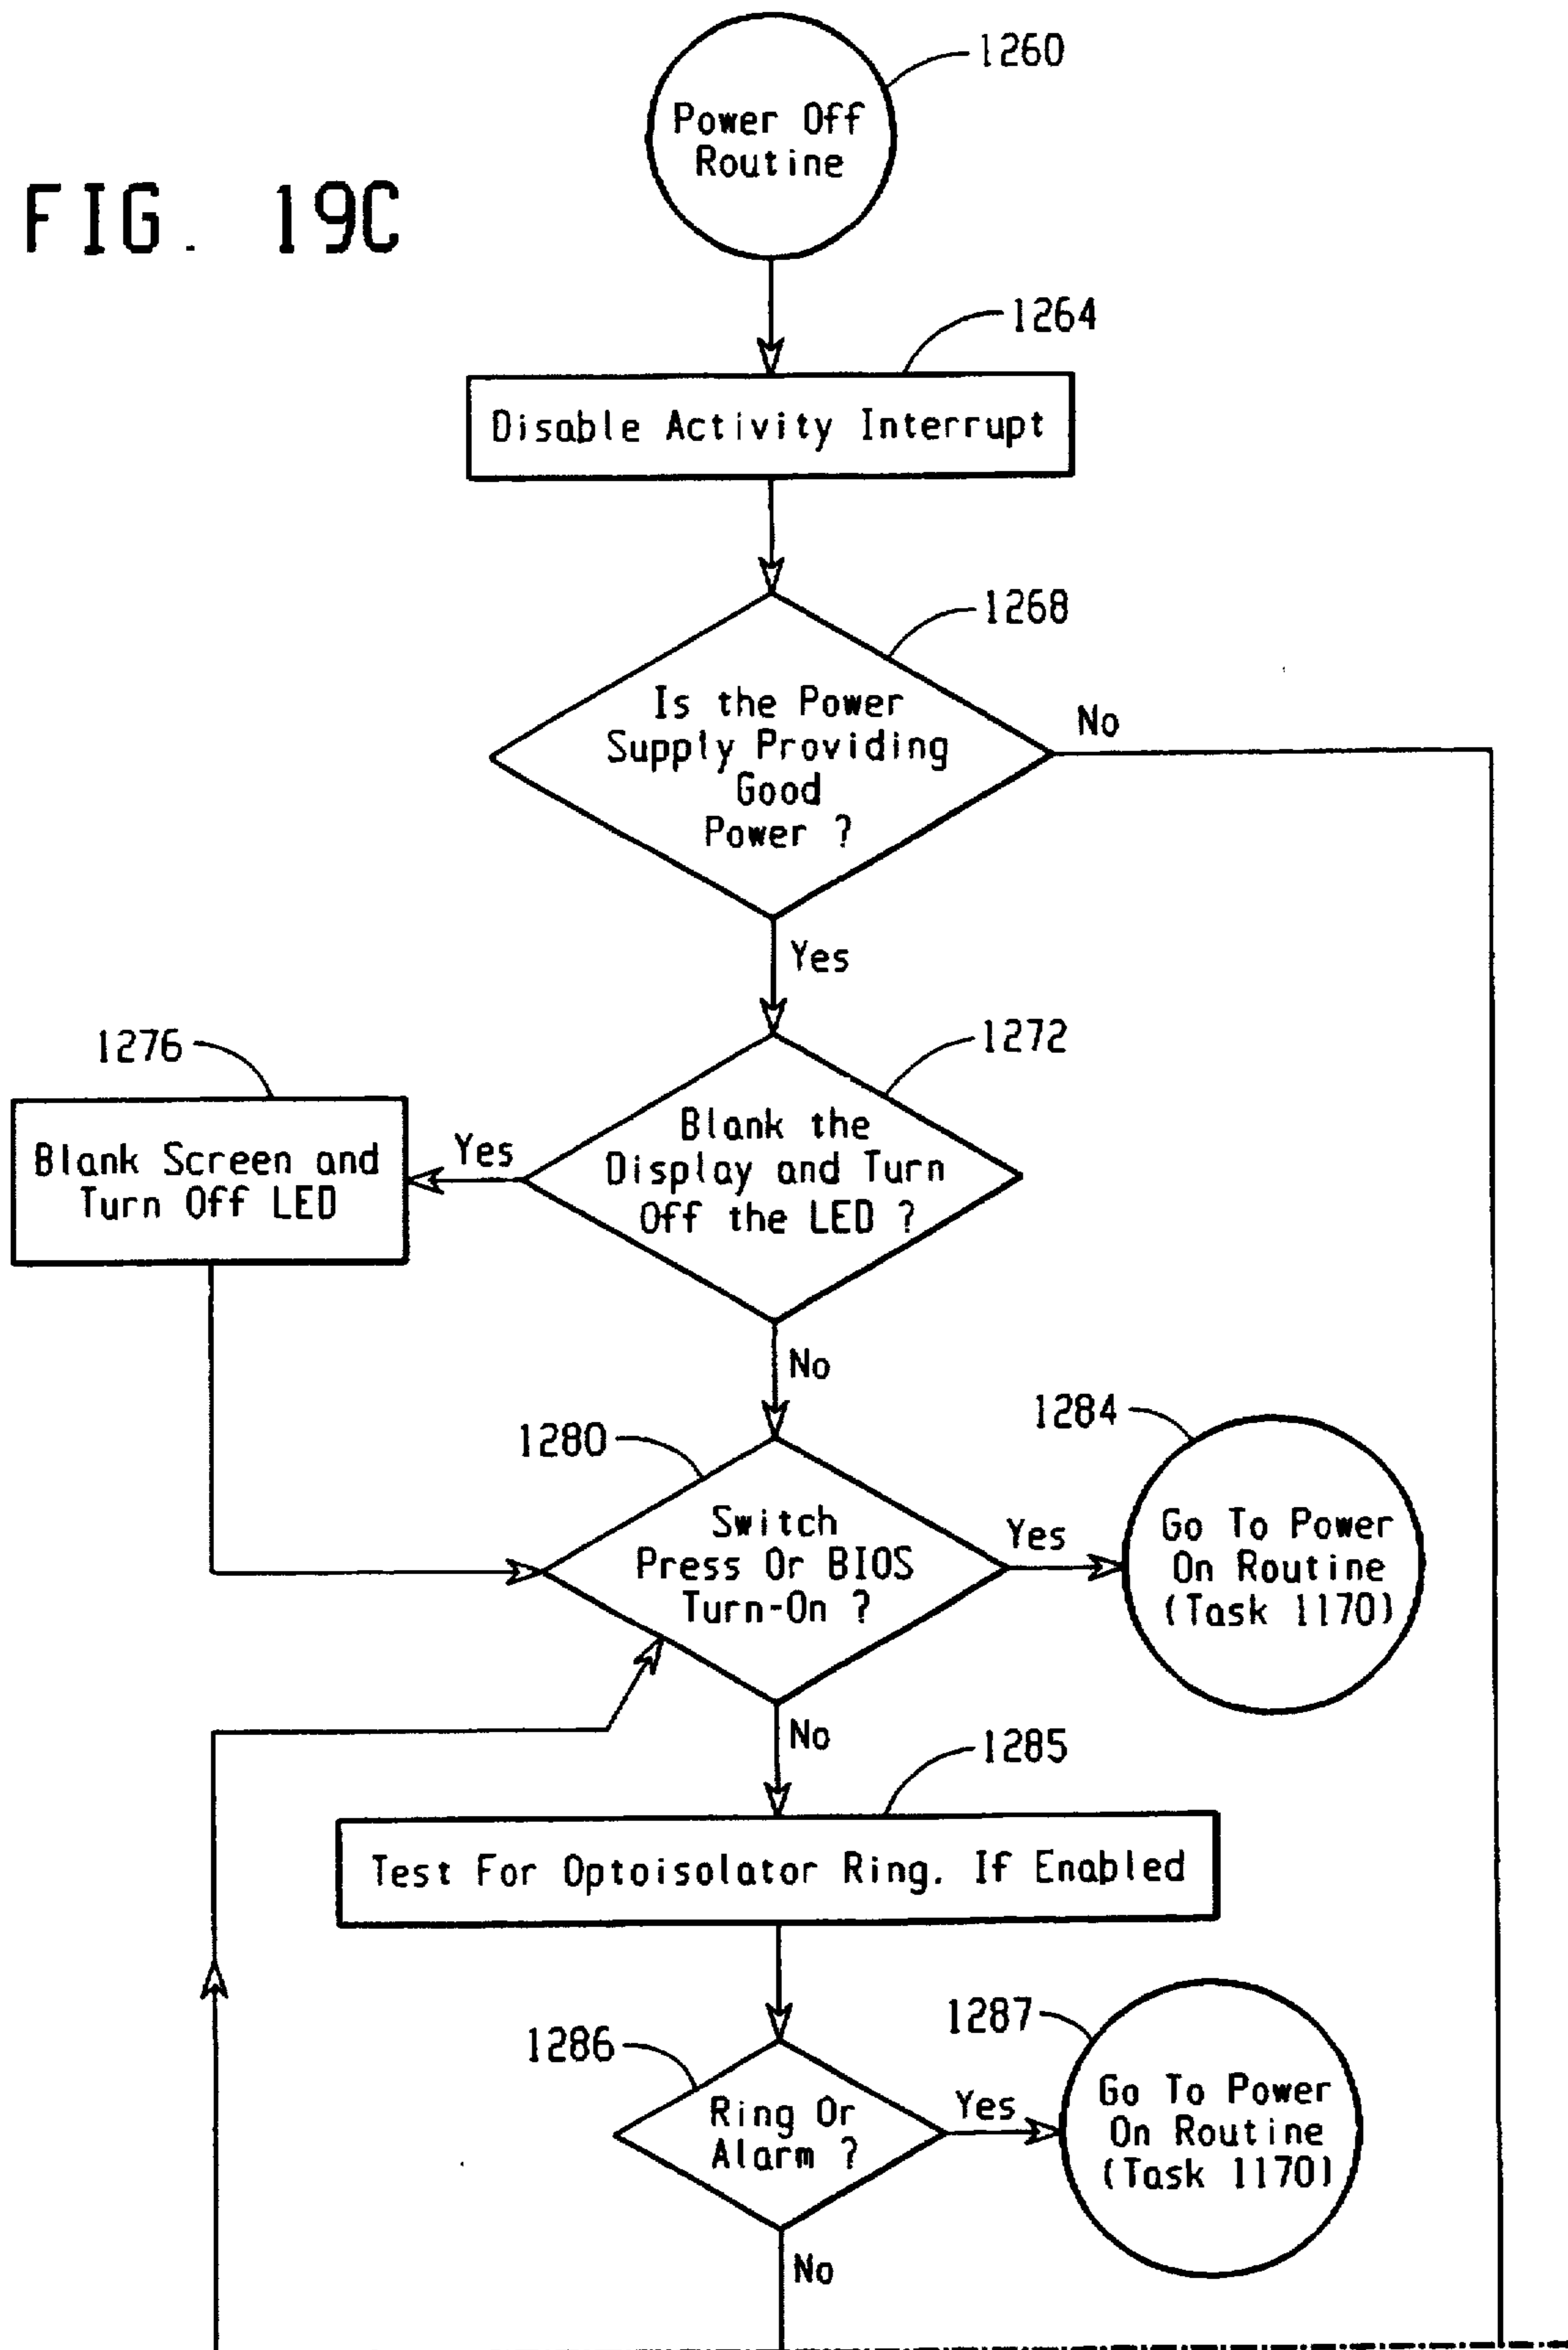 FIG. 19C
1260
Power Off
Routine
1264
Disable Activity Interrupt
1268
Is the Power
Supply Providing
Good
Power ?
No
Yes
1272
1276
Blank the
Display and Turn
Off the LED ?
Yes
Blank Screen and
Turn Off LED
No
1280
1284
Switch
Press Or BIOS
Turn-On ?
Yes
Go To Power
On Routine
(Task 1170)
No
1285
Test For Optoisolator Ring. If Enabled
1286
1287
Ring Or
Alarm ?
Yes
Go To Power
On Routine
(Task 1170)
No